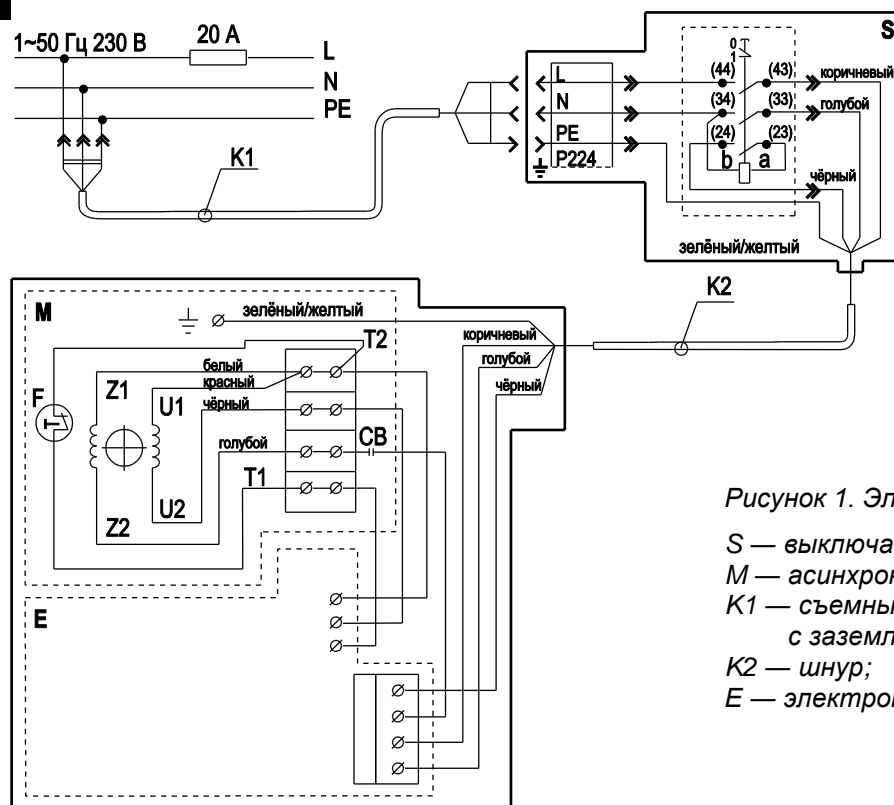 1~50 Гц 230 В
20 А
L
N
PE
K1
L
N
PE
P224
S
0
1
(44)
(43)
(34)
(33)
(24)
(23)
b
a
коричневый
голубой
чёрный
зелёный/желтый
K2
M
зелёный/желтый
T2
коричневый
голубой
чёрный
белый
красный
чёрный
голубой
F
Z1
U1
CB
T1
U2
Z2
E
Рисунок 1. Эл
S — выключа
M — асинхрон
K1 — съемны
с заземл
K2 — шнур;
E — электрон